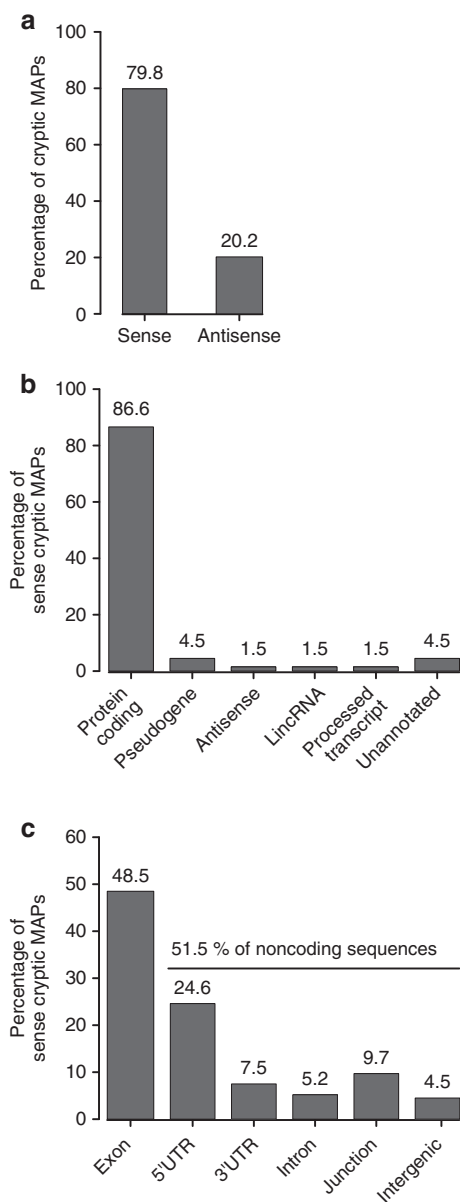 a
Percentage of cryptic MAPs
100
80
60
40
20
0
79.8
20.2
Sense
Antisense
b
Percentage of
sense cryptic MAPs
100
80
60
40
20
0
86.6
4.5
1.5
1.5
1.5
4.5
Protein
coding
Pseudogene
Antisense
LincRNA
Processed
transcript
Unannotated
c
Percentage of
sense cryptic MAPs
60
50
40
30
20
10
0
48.5
51.5 % of noncoding sequences
24.6
7.5
5.2
9.7
4.5
Exon
5'UTR
3'UTR
Intron
Junction
Intergenic